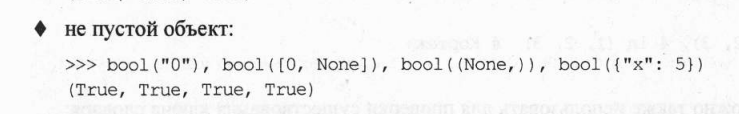 ♦ не пустой объект:
>>> bool("0"), bool([0, None]), bool((None,)), bool({"x": 5})
(True, True, True, True)